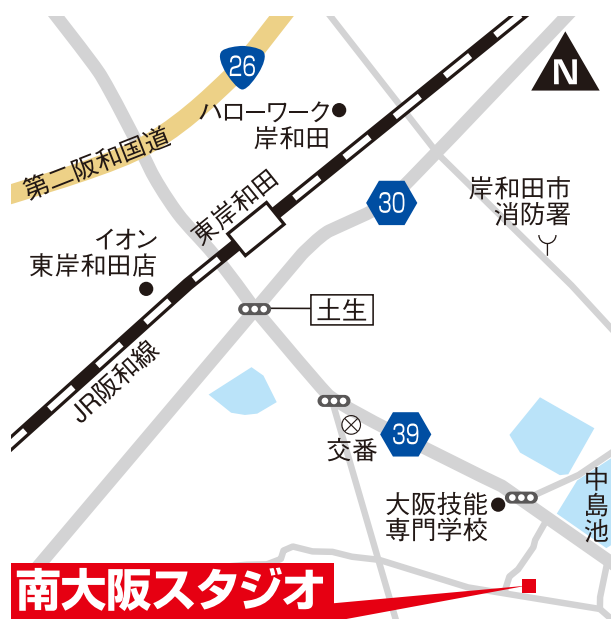 26
N
ハローワーク
岸和田
第二阪和国道
東岸和田
30
岸和田市
消防署
イオン
東岸和田店
土生
JR阪和線
39
交番
大阪技能
専門学校
中島池
南大阪スタジオ